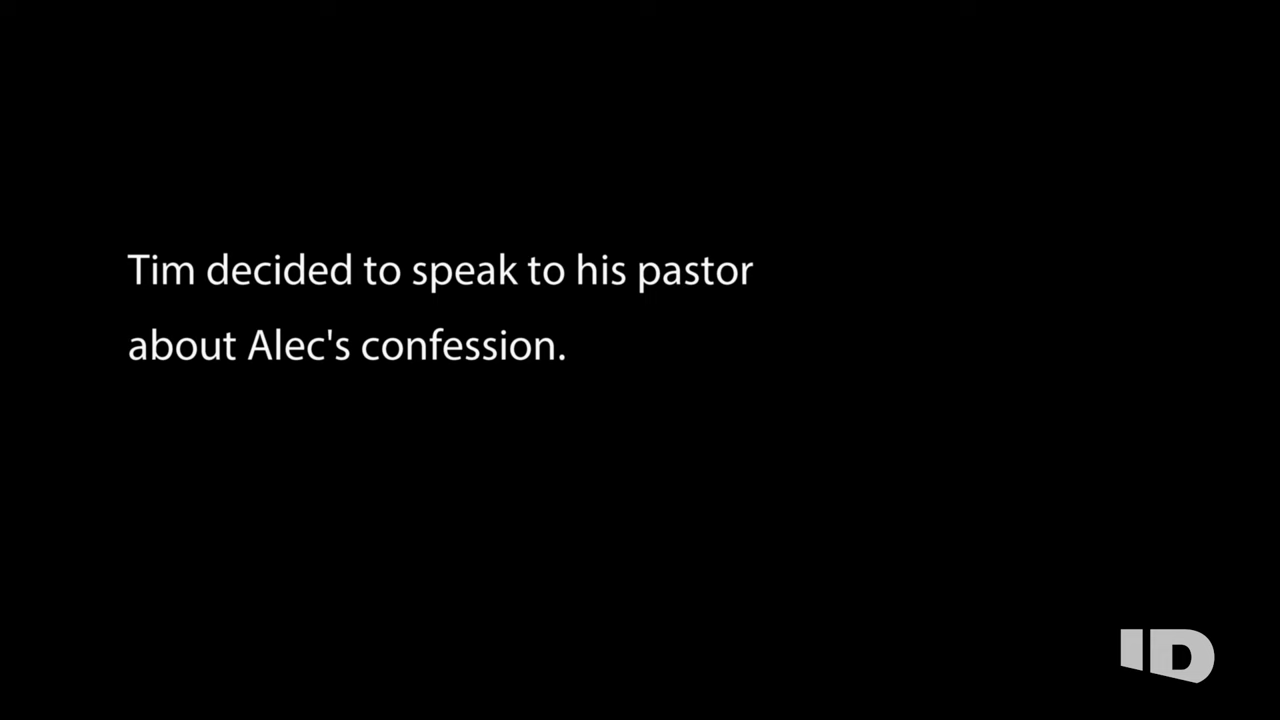 Tim decided to speak to his pastor
about Alec's confession.
ID